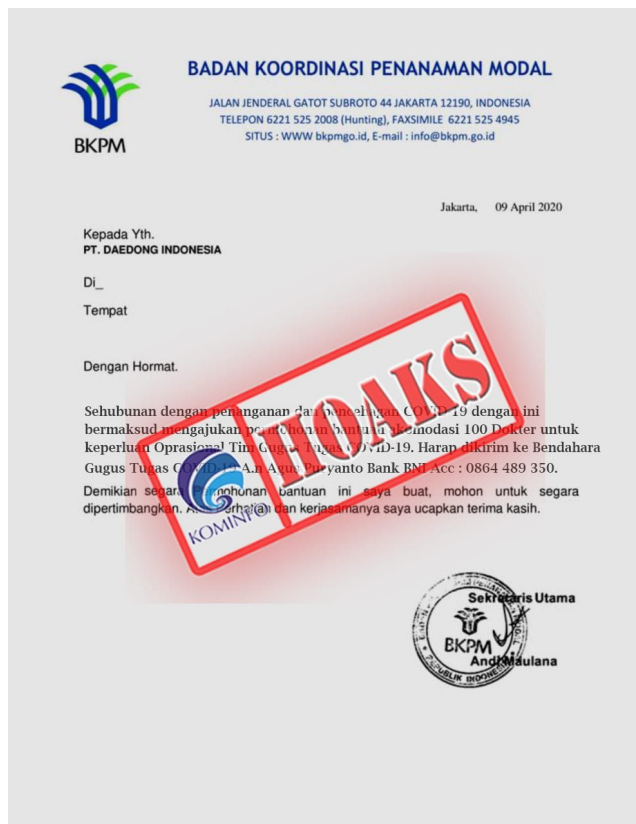 BADAN KOORDINASI PENANAMAN MODAL
JALAN JENDERAL GATOT SUBROTO 44 JAKARTA 12190, INDONESIA
TELEPON 6221 525 2008 (Hunting), FAXSIMILE 6221 525 4945
SITUS : WWW bkpmgo.id, E-mail : info@bkpm.go.id
BKPM
Jakarta, 09 April 2020
Kepada Yth.
PT. DAEDONG INDONESIA
Di_
Tempat
Dengan Hormat.
Sehubunan dengan penanganan dan pencehagan COVID-19 dengan ini
bermaksud mengajukan permohonan bantuan akomodasi 100 Dokter untuk
keperluan Oprasional Tim Gugus Tugas COVID-19. Harap dikirim ke Bendahara
Gugus Tugas COVID-19 A.n Agus Puryanto Bank BNI Acc : 0864 489 350.
Demikian segara Permohonan bantuan ini saya buat, mohon untuk segara
dipertimbangkan. dan kerjasamanya saya ucapkan terima kasih.
HOAKS
KOMINFO
Sekretaris Utama
BKPM
REPUBLIK INDONESIA
Andi Maulana